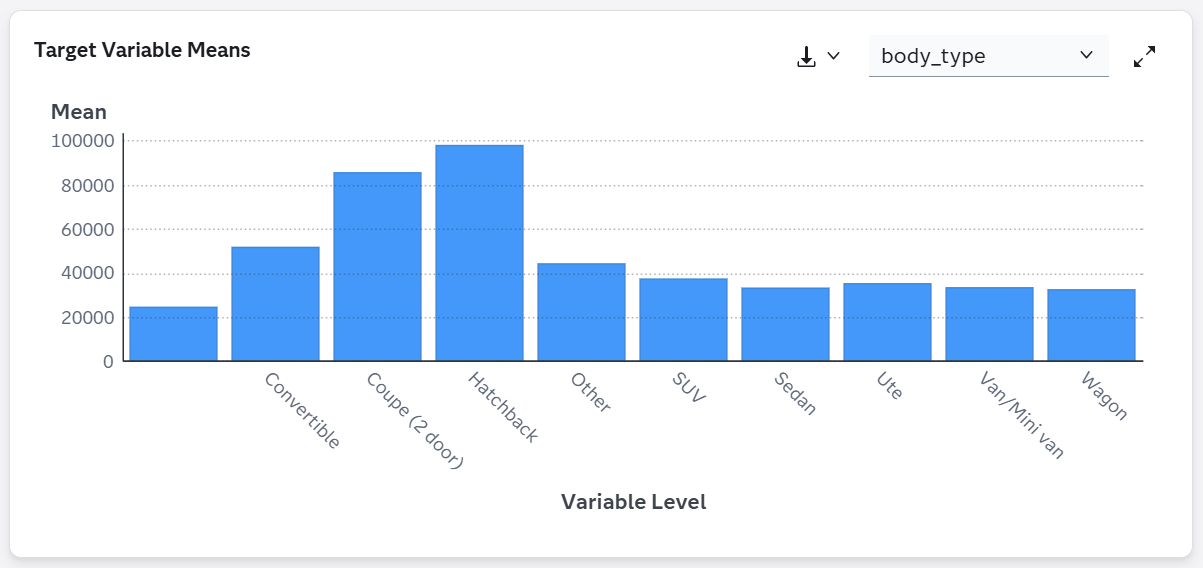 Target Variable Means
body_type
Mean
100000
80000
60000
40000
20000
0
Convertible
Coupe (2 door)
Hatchback
Other
SUV
Sedan
Ute
Van/Mini van
Wagon
Variable Level